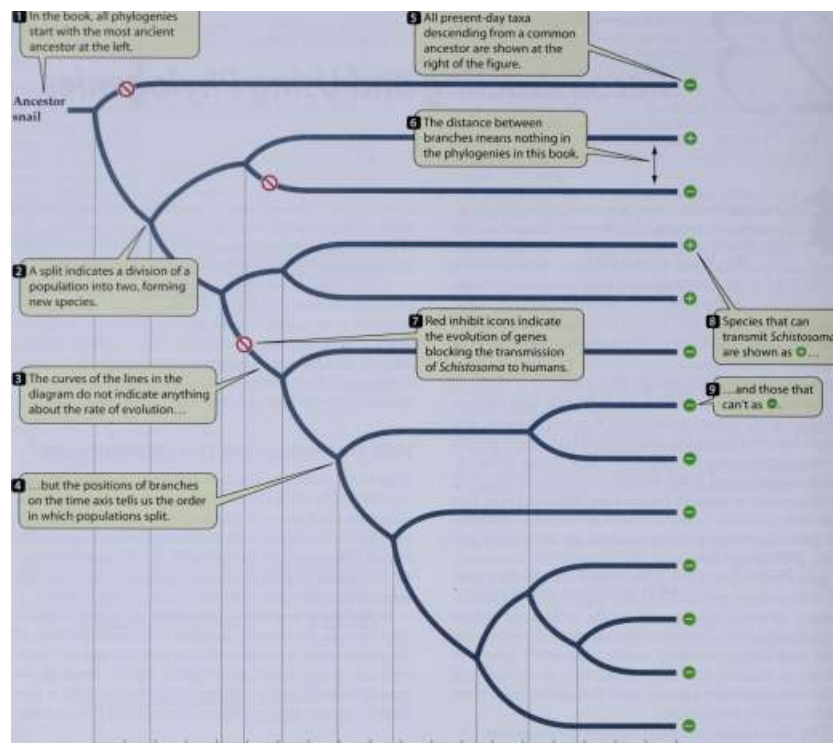 1 In the book, all phylogenies
start with the most ancient
ancestor at the left.
5 All present-day taxa
descending from a common
ancestor are shown at the
right of the figure.
Ancestor
snail
6 The distance between
branches means nothing in
the phylogenies in this book.
2 A split indicates a division of a
population into two, forming
new species.
7 Red inhibit icons indicate
the evolution of genes
blocking the transmission
of Schistosoma to humans.
8 Species that can
transmit Schistosoma
are shown as + ...
3 The curves of the lines in the
diagram do not indicate anything
about the rate of evolution...
9 ...and those that
can't as −.
4 ...but the positions of branches
on the time axis tells us the order
in which populations split.